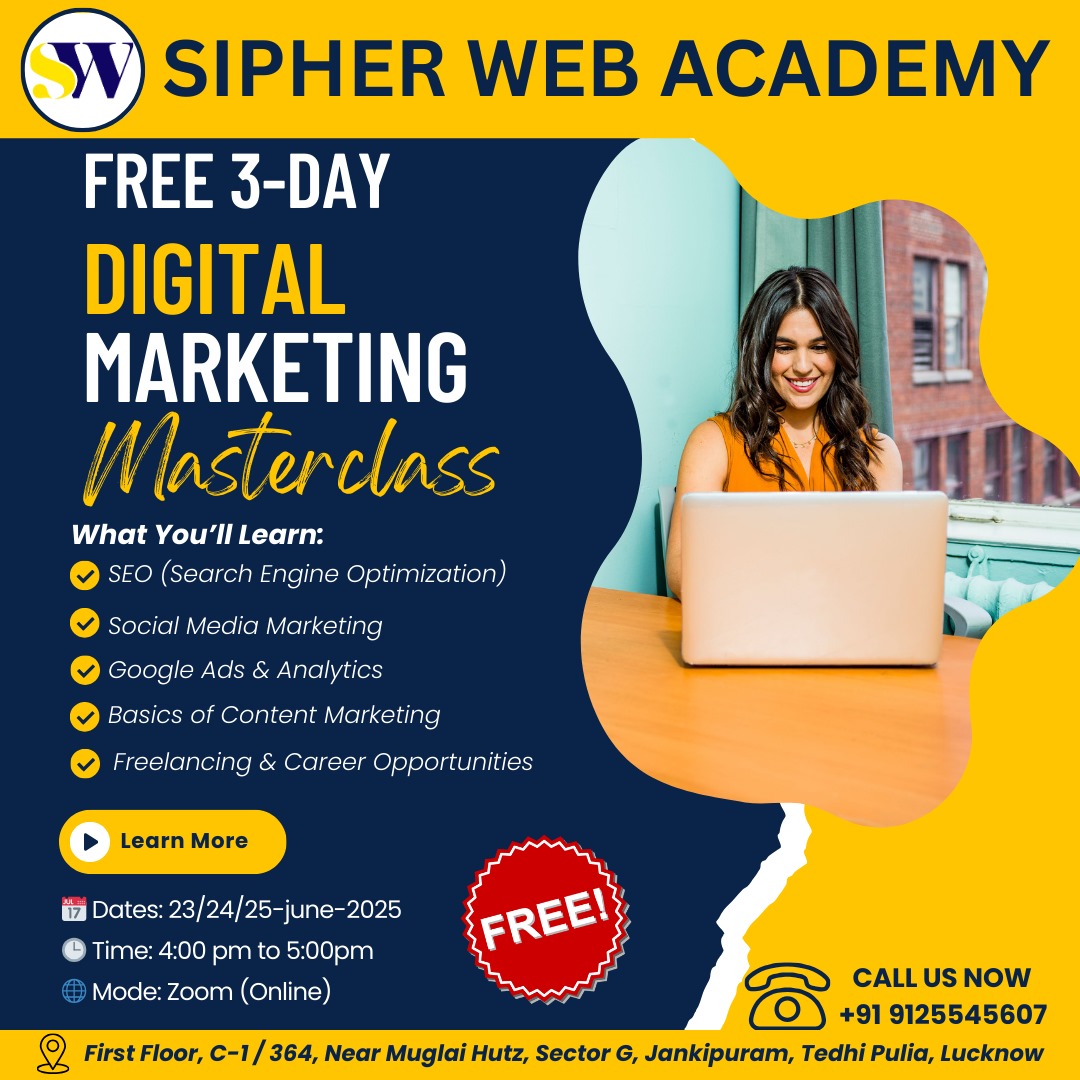 SW SIPHER WEB ACADEMY
FREE 3-DAY
DIGITAL
MARKETING
Masterclass
What You’ll Learn:
SEO (Search Engine Optimization)
Social Media Marketing
Google Ads & Analytics
Basics of Content Marketing
Freelancing & Career Opportunities
Learn More
JUL 17 Dates: 23/24/25-june-2025
Time: 4:00 pm to 5:00pm
Mode: Zoom (Online)
FREE!
CALL US NOW
+91 9125545607
First Floor, C-1 / 364, Near Muglai Hutz, Sector G, Jankipuram, Tedhi Pulia, Lucknow